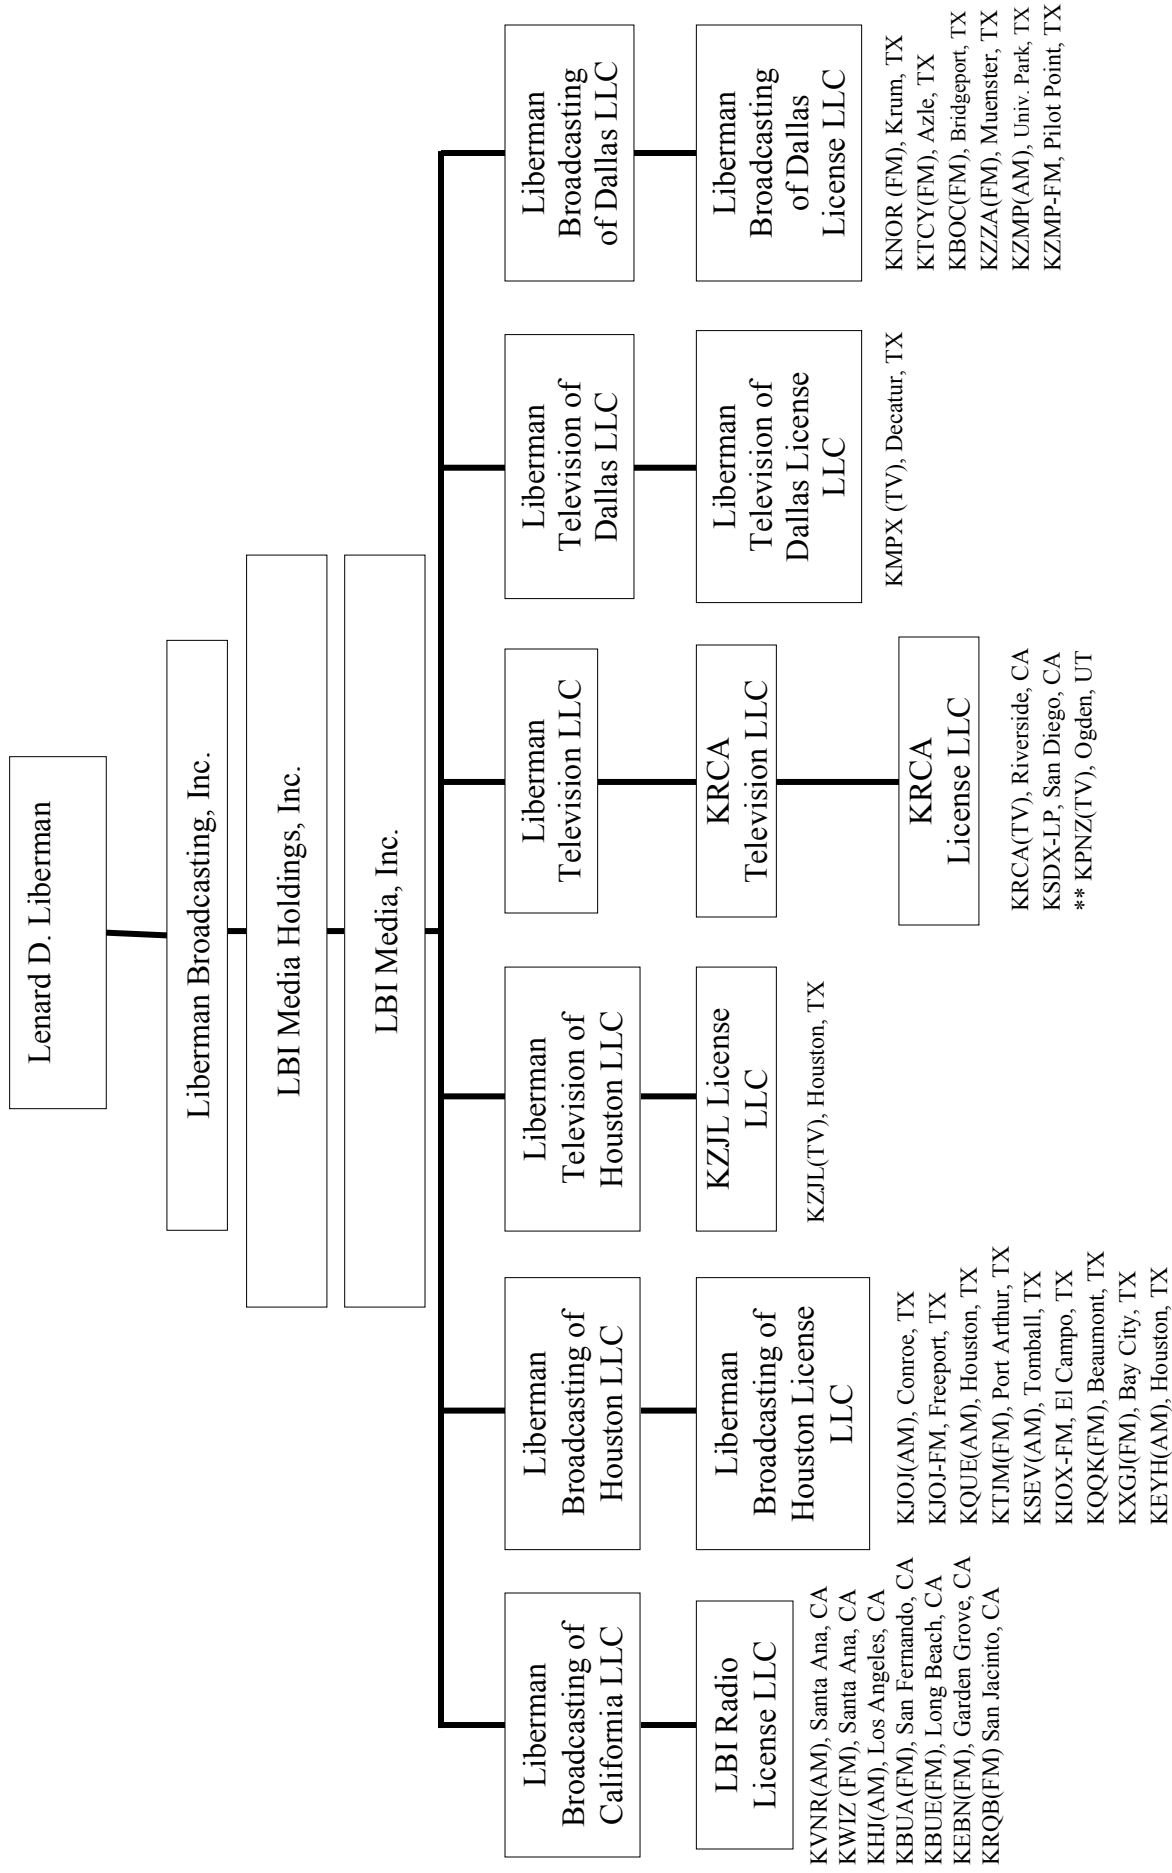 Lenard D. Liberman
Liberman Broadcasting, Inc.
LBI Media Holdings, Inc.
LBI Media, Inc.
Liberman
Broadcasting of
California LLC
LBI Radio
License LLC
KVNR(AM), Santa Ana, CA
KWIZ (FM), Santa Ana, CA
KHJ(AM), Los Angeles, CA
KBUA(FM), San Fernando, CA
KBUE(FM), Long Beach, CA
KEBN(FM), Garden Grove, CA
KRQB(FM) San Jacinto, CA
Liberman
Broadcasting of
Houston LLC
Liberman
Broadcasting of
Houston License
LLC
KJOJ(AM), Conroe, TX
KJOJ-FM, Freeport, TX
KQUE(AM), Houston, TX
KTJM(FM), Port Arthur, TX
KSEV(AM), Tomball, TX
KIOX-FM, El Campo, TX
KQQK(FM), Beaumont, TX
KXGJ(FM), Bay City, TX
KEYH(AM), Houston, TX
Liberman
Television of
Houston LLC
KZJL License
LLC
KZJL(TV), Houston, TX
Liberman
Television LLC
KRCA
Television LLC
KRCA
License LLC
KRCA(TV), Riverside, CA
KSDX-LP, San Diego, CA
** KPNZ(TV), Ogden, UT
Liberman
Television of
Dallas LLC
Liberman
Television of
Dallas License
LLC
KMPX (TV), Decatur, TX
Liberman
Broadcasting
of Dallas LLC
Liberman
Broadcasting
of Dallas
License LLC
KNOR (FM), Krum, TX
KTCY(FM), Azle, TX
KBOC(FM), Bridgeport, TX
KZZA(FM), Muenster, TX
KZMP(AM), Univ. Park, TX
KZMP-FM, Pilot Point, TX